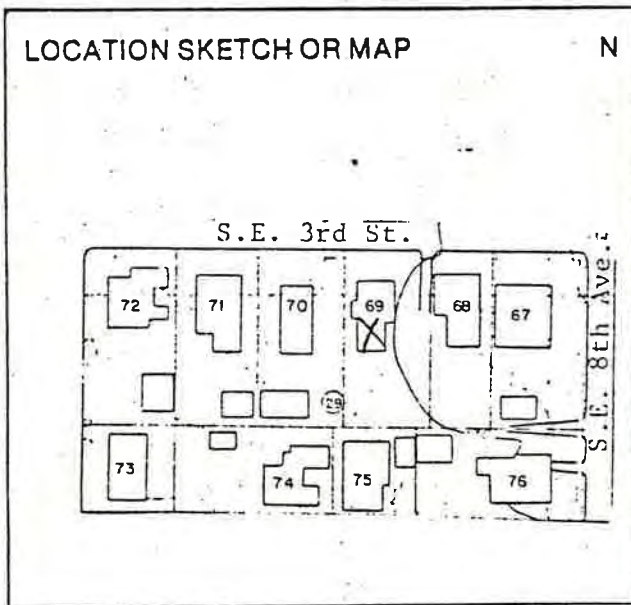 LOCATION SKETCH OR MAP N
S.E. 3rd St.
72 71 70 69 68 67
S.E. 8th Ave.
29
73 74 75 76